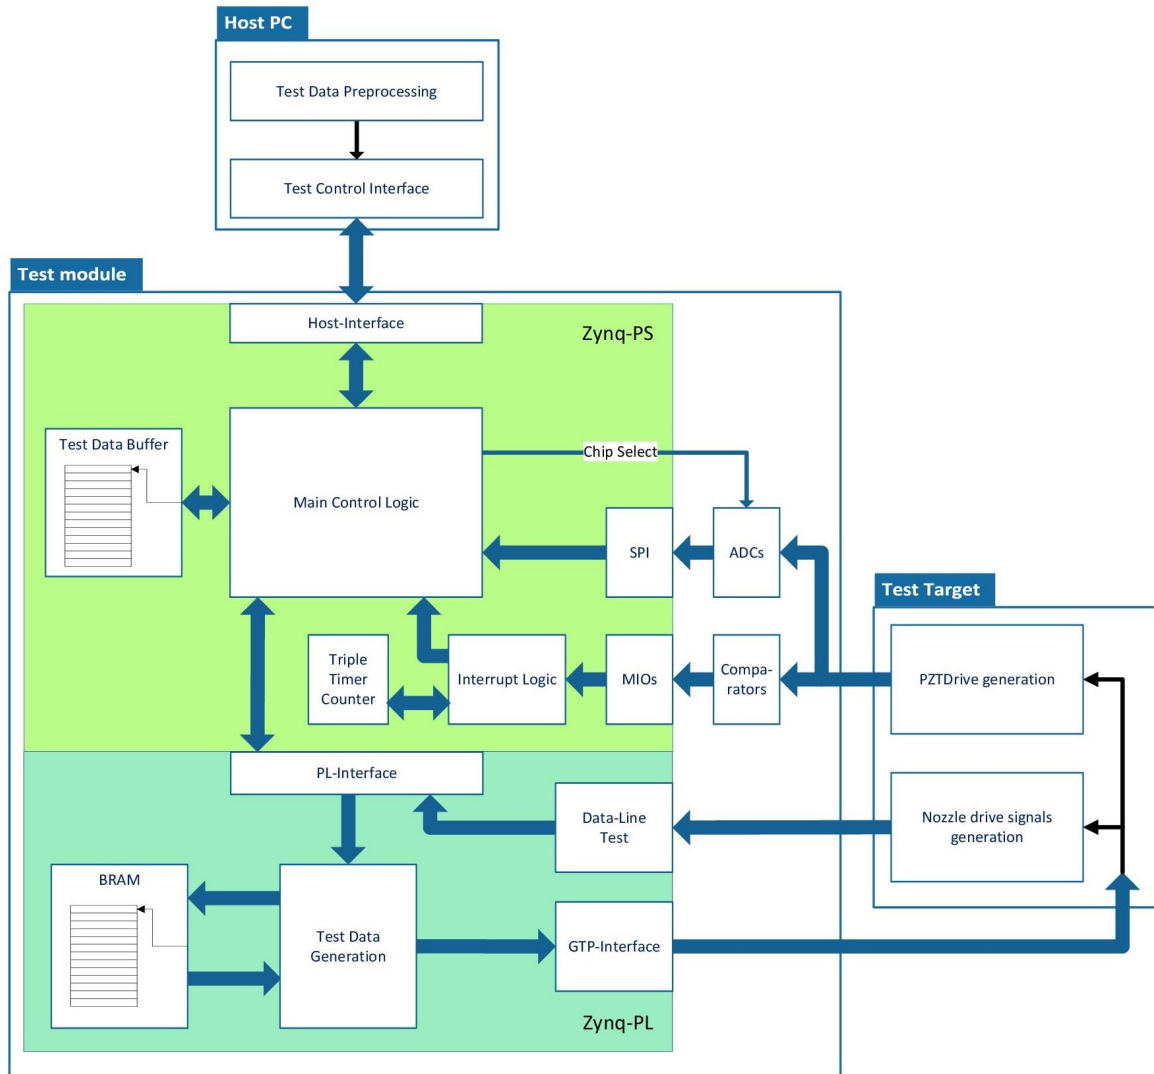 Host PC
Test Data Preprocessing
Test Control Interface
Test module
Host-Interface
Zynq-PS
Test Data Buffer
Main Control Logic
Chip Select
SPI
ADCs
Test Target
Triple
Timer
Counter
Interrupt Logic
MIOs
Compa-
rators
PZTDrive generation
PL-Interface
Data-Line
Test
Nozzle drive signals
generation
BRAM
Test Data
Generation
GTP-Interface
Zynq-PL